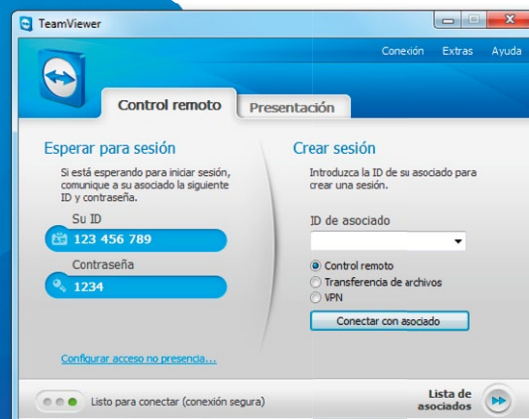 TeamViewer
Conexión Extras Ayuda
Control remoto
Presentación
Esperar para sesión
Si está esperando para iniciar sesión,
comunique a su asociado la siguiente
ID y contraseña.
Su ID
123 456 789
Contraseña
1234
Configurar acceso no presencia...
Crear sesión
Introduzca la ID de su asociado para
crear una sesión.
ID de asociado
Control remoto
Transferencia de archivos
VPN
Conectar con asociado
Listo para conectar (conexión segura)
Lista de
asociados